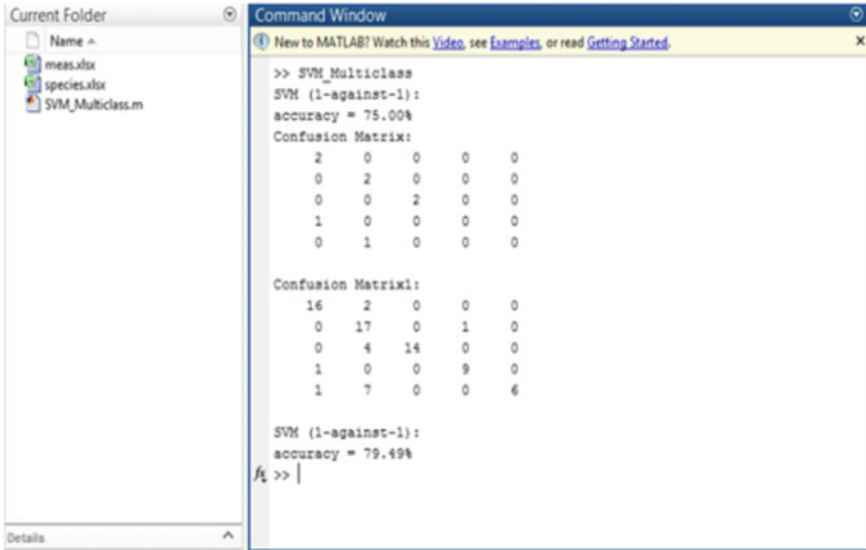 Current Folder
Name
meas.xlsx
species.xlsx
SVM_Multiclass.m
Details
Command Window
New to MATLAB? Watch this Video, see Examples, or read Getting Started.
>> SVM_Multiclass
SVM (1-against-1):
accuracy = 75.00%
Confusion Matrix:
2 0 0 0 0
0 2 0 0 0
0 0 2 0 0
1 0 0 0 0
0 1 0 0 0
Confusion Matrix1:
16 2 0 0 0
0 17 0 1 0
0 4 14 0 0
1 0 0 9 0
1 7 0 0 6
SVM (1-against-1):
accuracy = 79.49%
fx >>